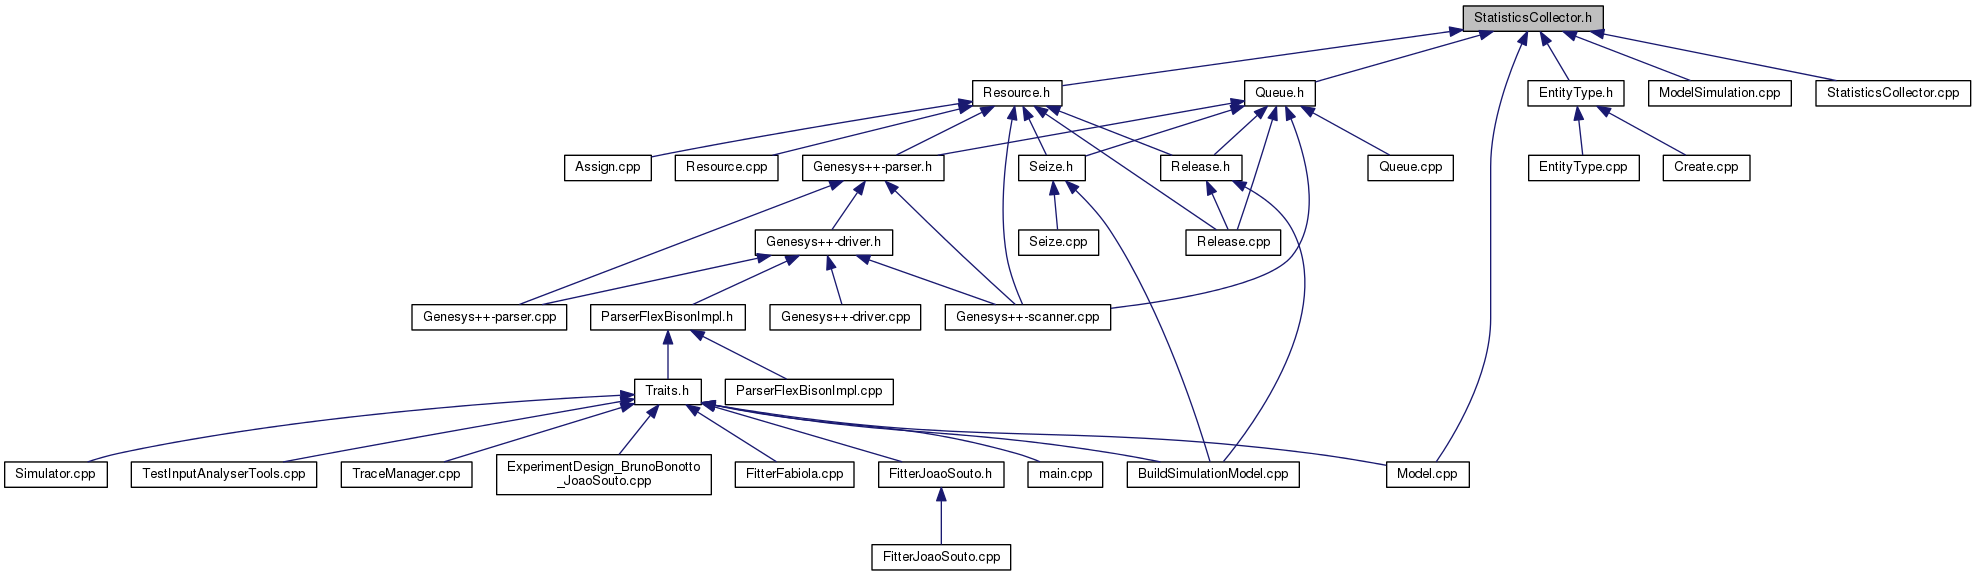 StatisticsCollector.h
Resource.h
Queue.h
EntityType.h
ModelSimulation.cpp
StatisticsCollector.cpp
Assign.cpp
Resource.cpp
Genesys++-parser.h
Seize.h
Release.h
Queue.cpp
EntityType.cpp
Create.cpp
Genesys++-driver.h
Seize.cpp
Release.cpp
Genesys++-parser.cpp
ParserFlexBisonImpl.h
Genesys++-driver.cpp
Genesys++-scanner.cpp
Traits.h
ParserFlexBisonImpl.cpp
Simulator.cpp
TestInputAnalyserTools.cpp
TraceManager.cpp
ExperimentDesign_BrunoBonotto
_JoaoSouto.cpp
FitterFabiola.cpp
FitterJoaoSouto.h
main.cpp
BuildSimulationModel.cpp
Model.cpp
FitterJoaoSouto.cpp